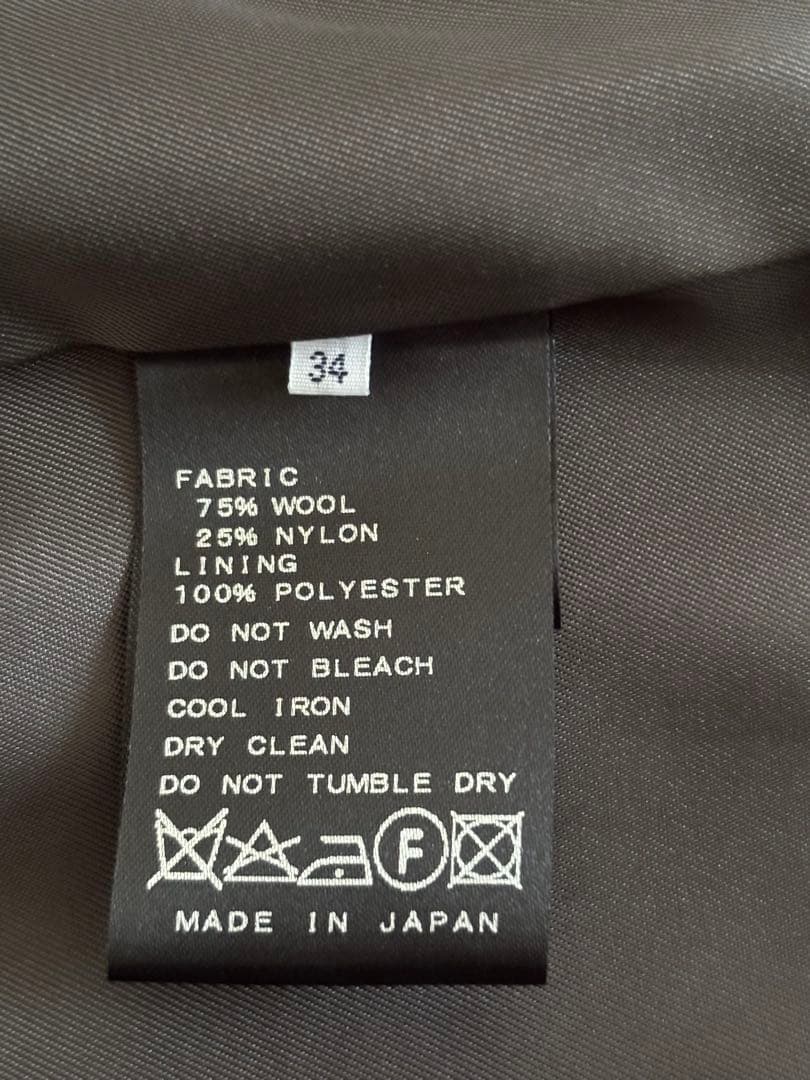 34
FABRIC
75% WOOL
25% NYLON
LINING
100% POLYESTER
DO NOT WASH
DO NOT BLEACH
COOL IRON
DRY CLEAN
DO NOT TUMBLE DRY
F
MADE IN JAPAN